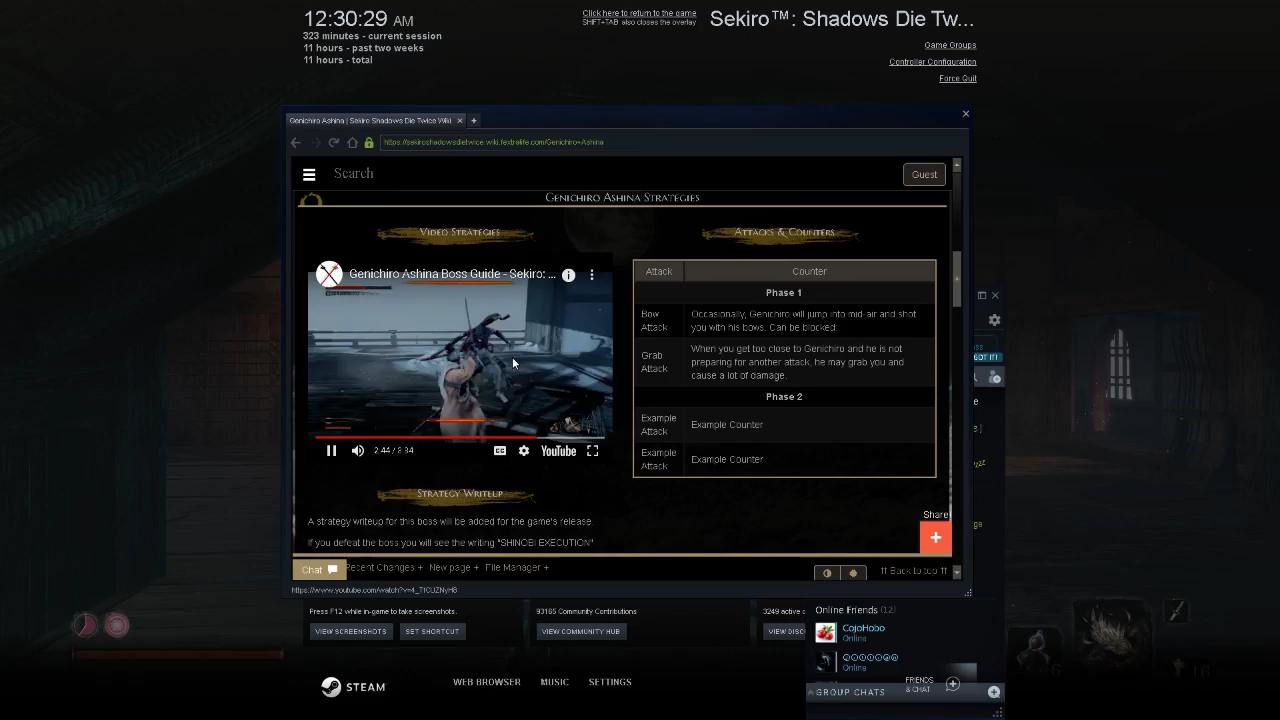 12:30:29 AM
323 minutes - current session
11 hours - past two weeks
11 hours - total
Click here to return to the game
SHIFT+TAB also closes the overlay
Sekiro™: Shadows Die Tw...
Game Groups
Controller Configuration
Force Quit
Genichiro Ashina | Sekiro Shadows Die Twice Wiki
https://sekiroshadowsdietwice.wiki.fextralife.com/Genichiro+Ashina
Search
Guest
Genichiro Ashina Strategies
Video Strategies
Attacks & Counters
Genichiro Ashina Boss Guide - Sekiro: ...
Attack Counter
Phase 1
Bow Attack
Occasionally, Genichiro will jump into mid-air and shot
you with his bows. Can be blocked.
Grab Attack
When you get too close to Genichiro and he is not
preparing for another attack, he may grab you and
cause a lot of damage.
Phase 2
Example Attack
Example Counter
Example Attack
Example Counter
2:44 / 8:34
CC
YouTube
GOT IT!
Strategy Writeup
A strategy writeup for this boss will be added for the game's release.
If you defeat the boss you will see the writing "SHINOBI EXECUTION"
Share
Chat
Recent Changes + New page + File Manager +
Back to top
Press F12 while in-game to take screenshots.
VIEW SCREENSHOTS
SET SHORTCUT
93165 Community Contributions
VIEW COMMUNITY HUB
3249 active
VIEW DISC
Online Friends (12)
CojoHobo
Online
Online
FRIENDS
& CHAT
GROUP CHATS
STEAM
WEB BROWSER
MUSIC
SETTINGS
16